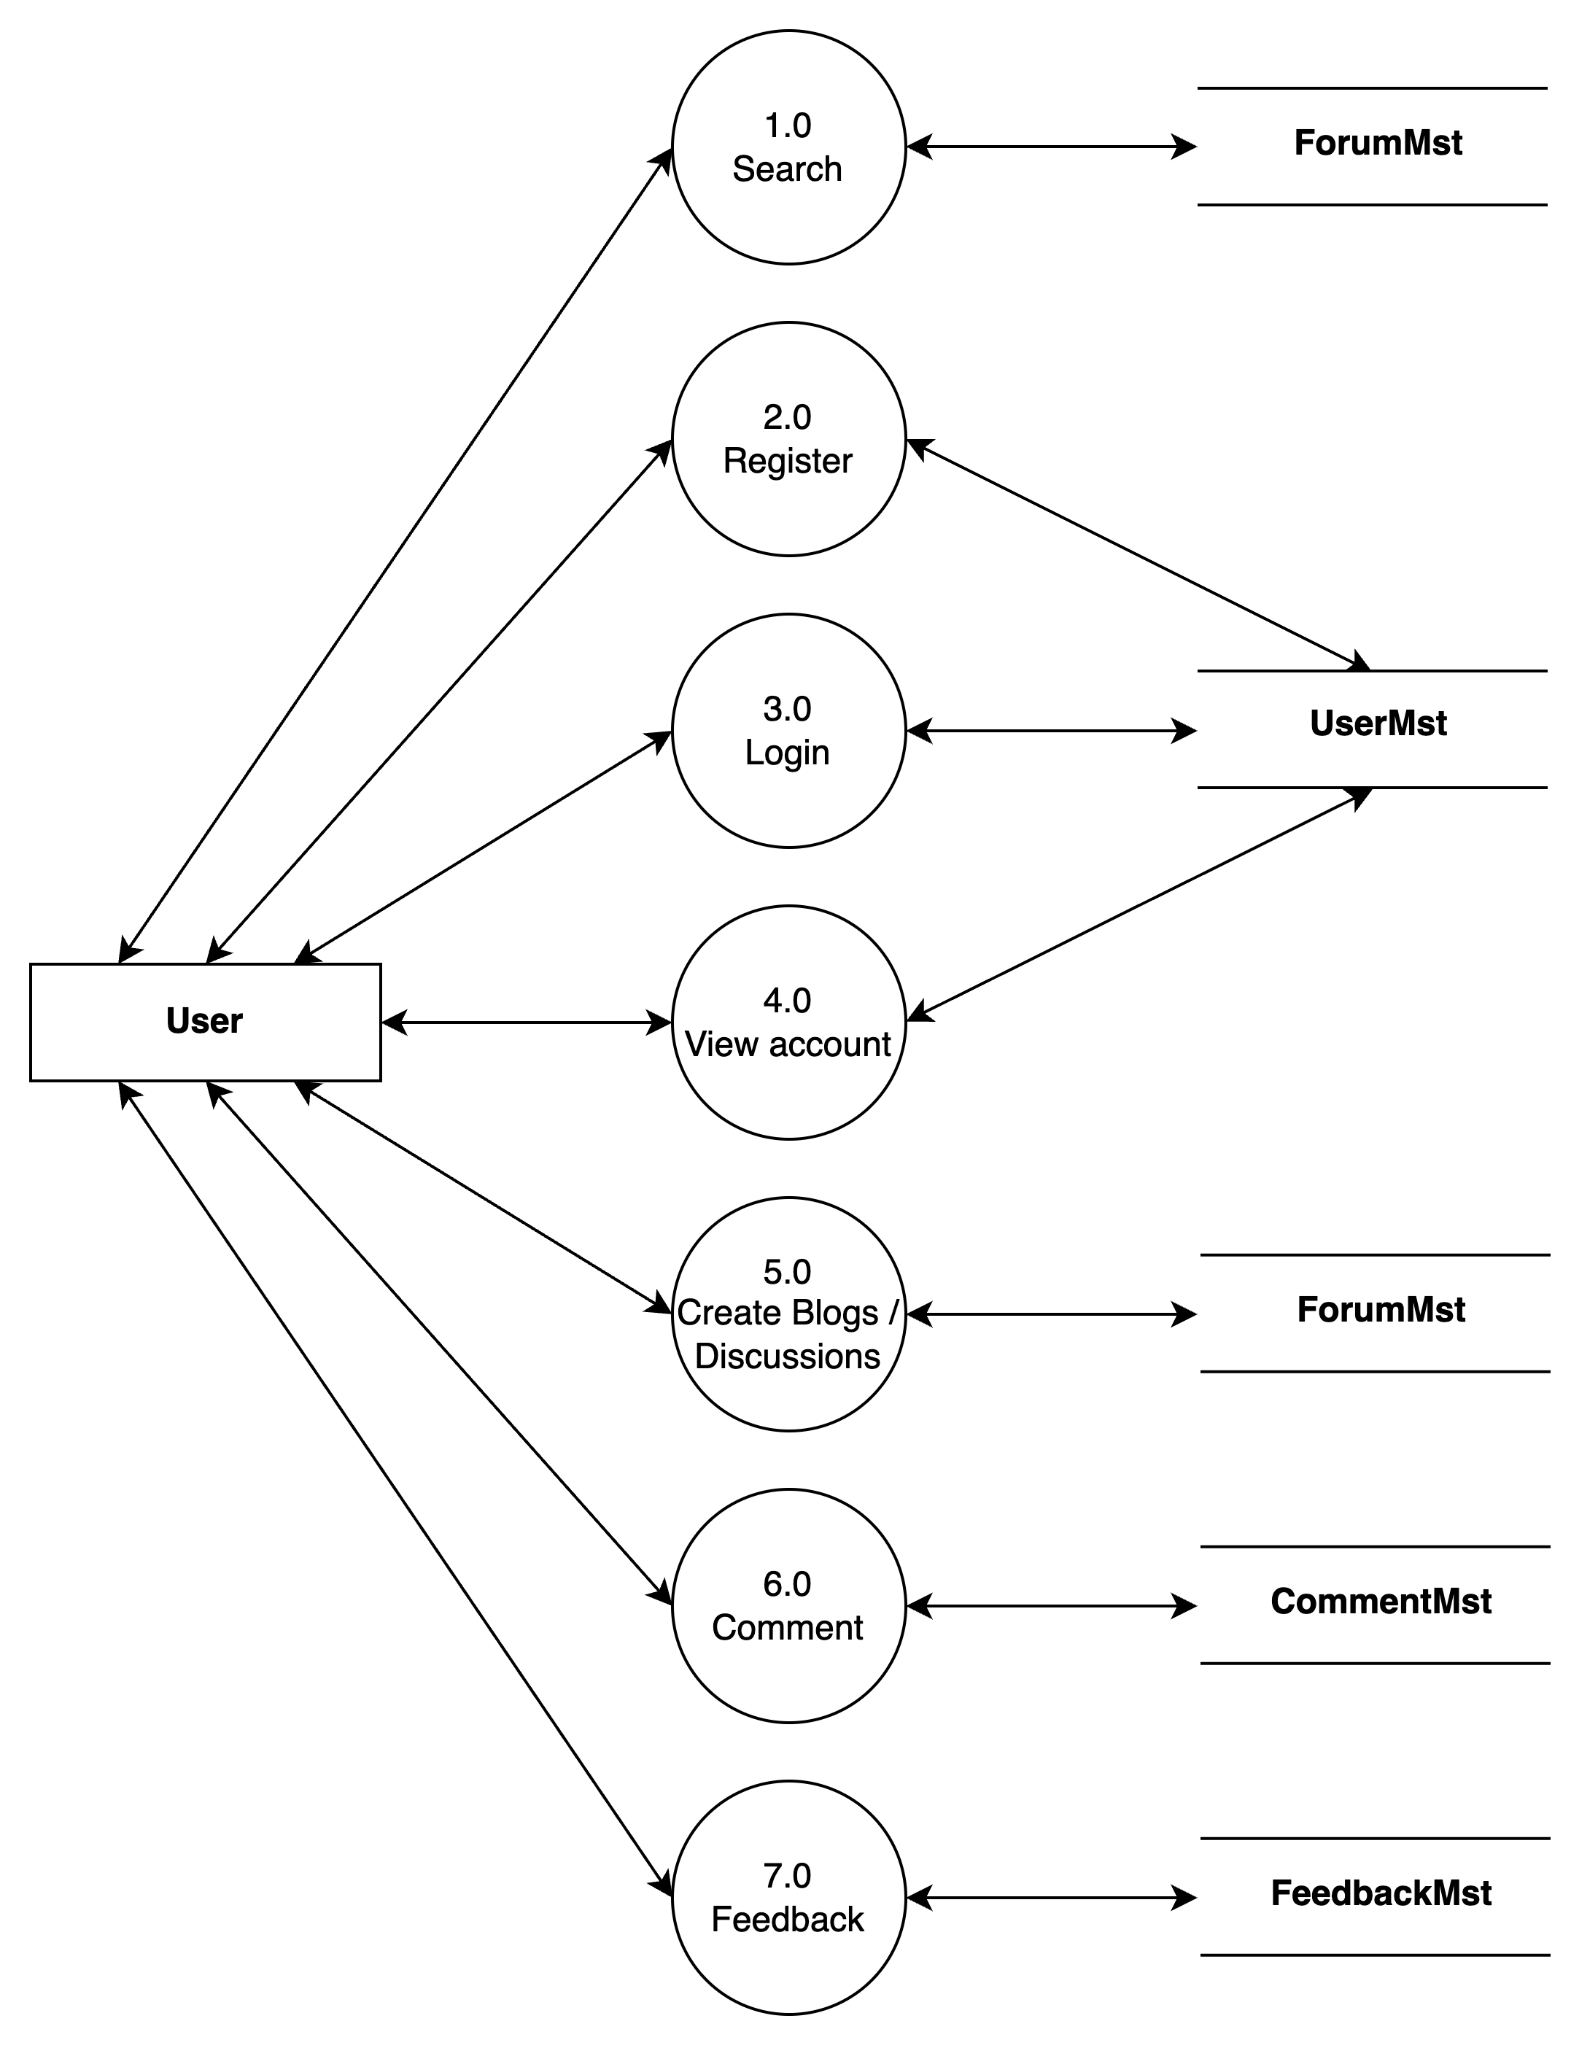 1.0
Search
ForumMst
2.0
Register
3.0
Login
UserMst
User
4.0
View account
5.0
Create Blogs /
Discussions
ForumMst
6.0
Comment
CommentMst
7.0
Feedback
FeedbackMst